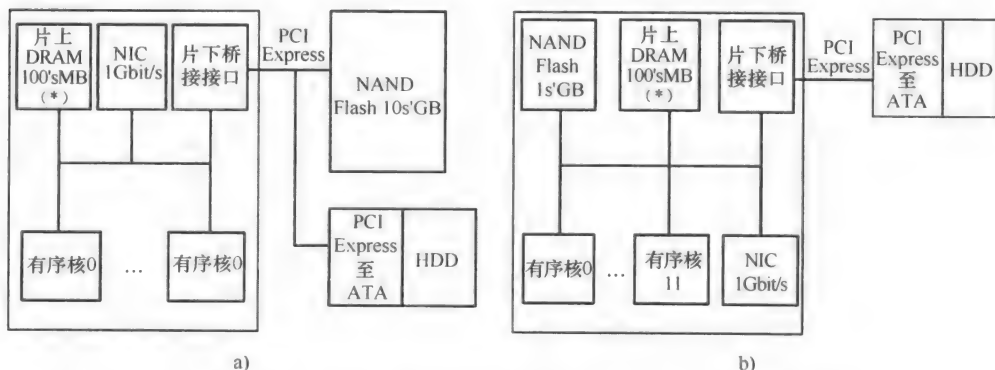 片上
DRAM
100'sMB
(*)
NIC
1Gbit/s
片下桥
接接口
PCI
Express
NAND
Flash 10s'GB
有序核0
...
有序核0
PCI
Express
至
ATA
HDD
a)
NAND
Flash
1s'GB
片上
DRAM
100'sMB
(*)
片下桥
接接口
PCI
Express
PCI
Express
至
ATA
HDD
有序核0
...
有序核
11
NIC
1Gbit/s
b)